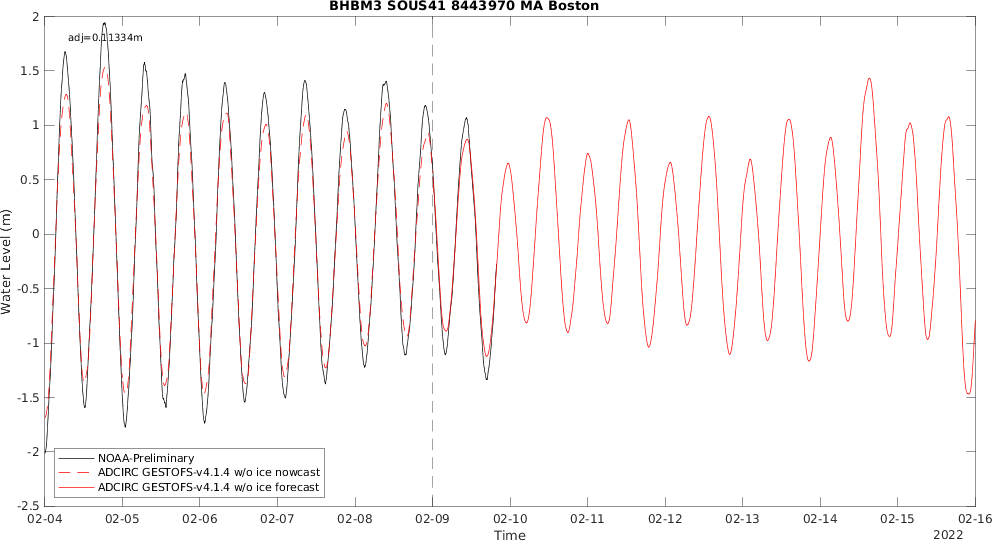 BHBM3 SOUS41 8443970 MA Boston
adj=0.11334m
2
1.5
1
0.5
0
-0.5
-1
-1.5
-2
-2.5
Water Level (m)
NOAA-Preliminary
ADCIRC GESTOFS-v4.1.4 w/o ice nowcast
ADCIRC GESTOFS-v4.1.4 w/o ice forecast
02-04 02-05 02-06 02-07 02-08 02-09 02-10 02-11 02-12 02-13 02-14 02-15 02-16
Time
2022